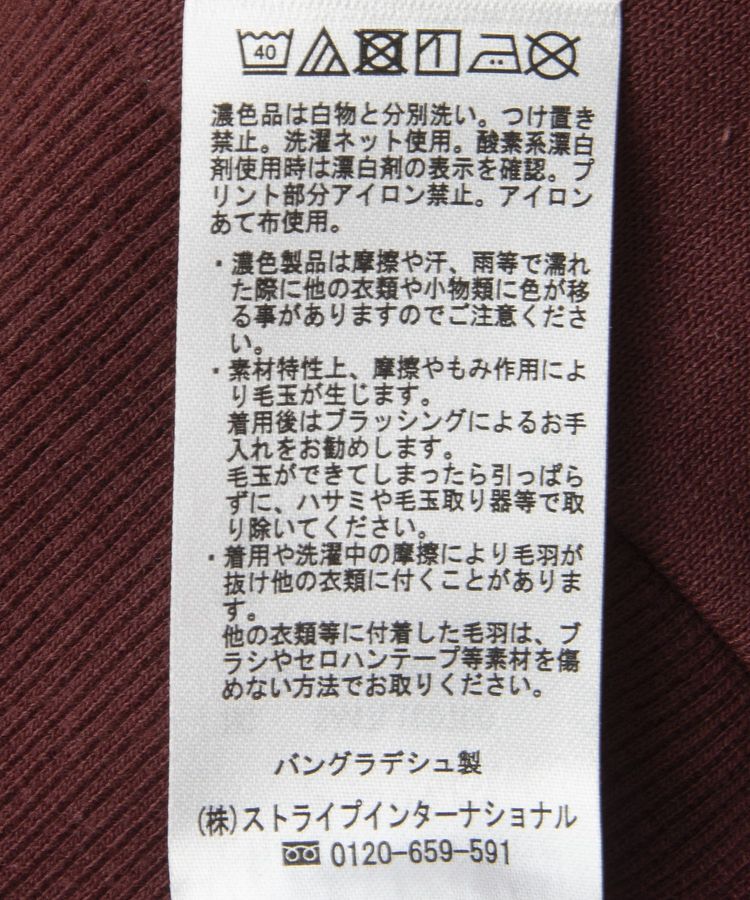 40
濃色品は白物と分別洗い。つけ置き
禁止。洗濯ネット使用。酸素系漂白
剤使用時は漂白剤の表示を確認。プ
リント部分アイロン禁止。アイロン
あて布使用。
・濃色製品は摩擦や汗、雨等で濡れ
た際に他の衣類や小物類に色が移
る事がありますのでご注意くださ
い。
・素材特性上、摩擦やもみ作用によ
り毛玉が生じます。
着用後はブラッシングによるお手
入れをお勧めします。
毛玉ができてしまったら引っぱら
ずに、ハサミや毛玉取り器等で取
り除いてください。
・着用や洗濯中の摩擦により毛羽が
抜け他の衣類に付くことがありま
す。
他の衣類等に付着した毛羽は、ブ
ラシやセロハンテープ等素材を傷
めない方法でお取りください。
バングラデシュ製
(株)ストライプインターナショナル
0120-659-591